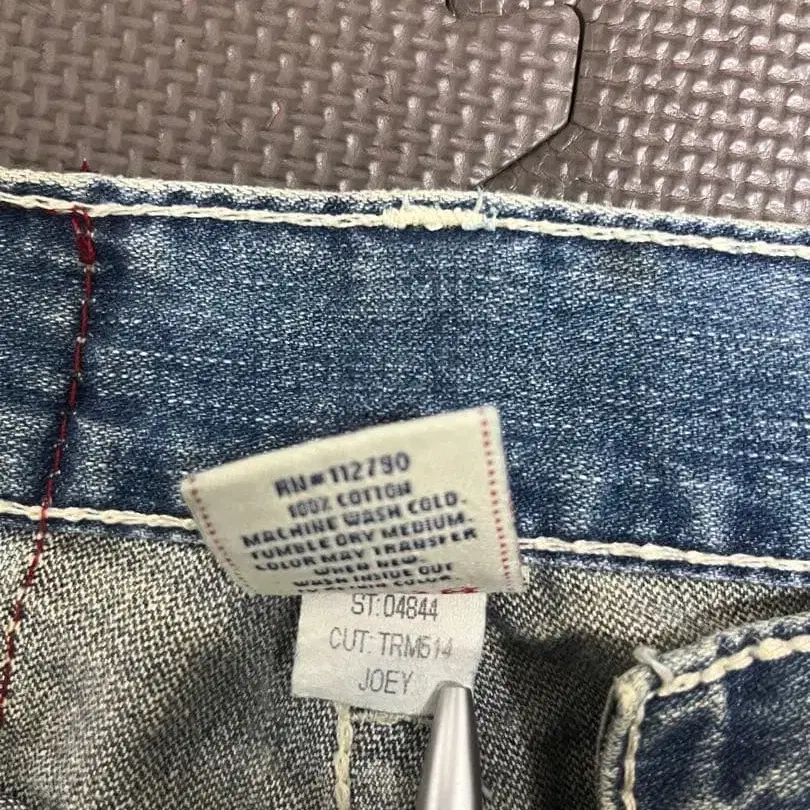 RN#112790
100% COTTON
MACHINE WASH COLD.
TUMBLE DRY MEDIUM.
COLOR MAY TRANSFER
WHEN NEW.
WASH INSIDE OUT
COLOR
ST: 04844
CUT: TRM514
JOEY